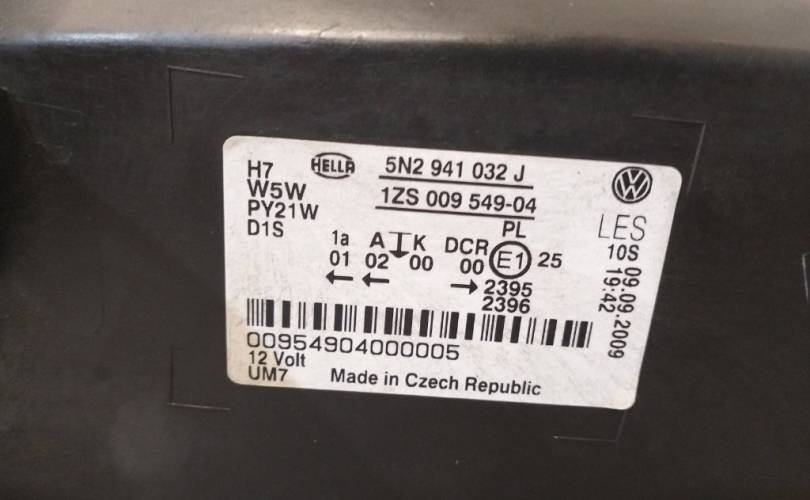 H7
W5W
PY21W
D1S
HELLA
5N2 941 032 J
1ZS 009 549-04
1a A K DCR PL
01 02 00 00 E1 25
← ← → 2395
2396
VW
LES
10S 09.09.2009
19:42
00954904000005
12 Volt
UM7 Made in Czech Republic